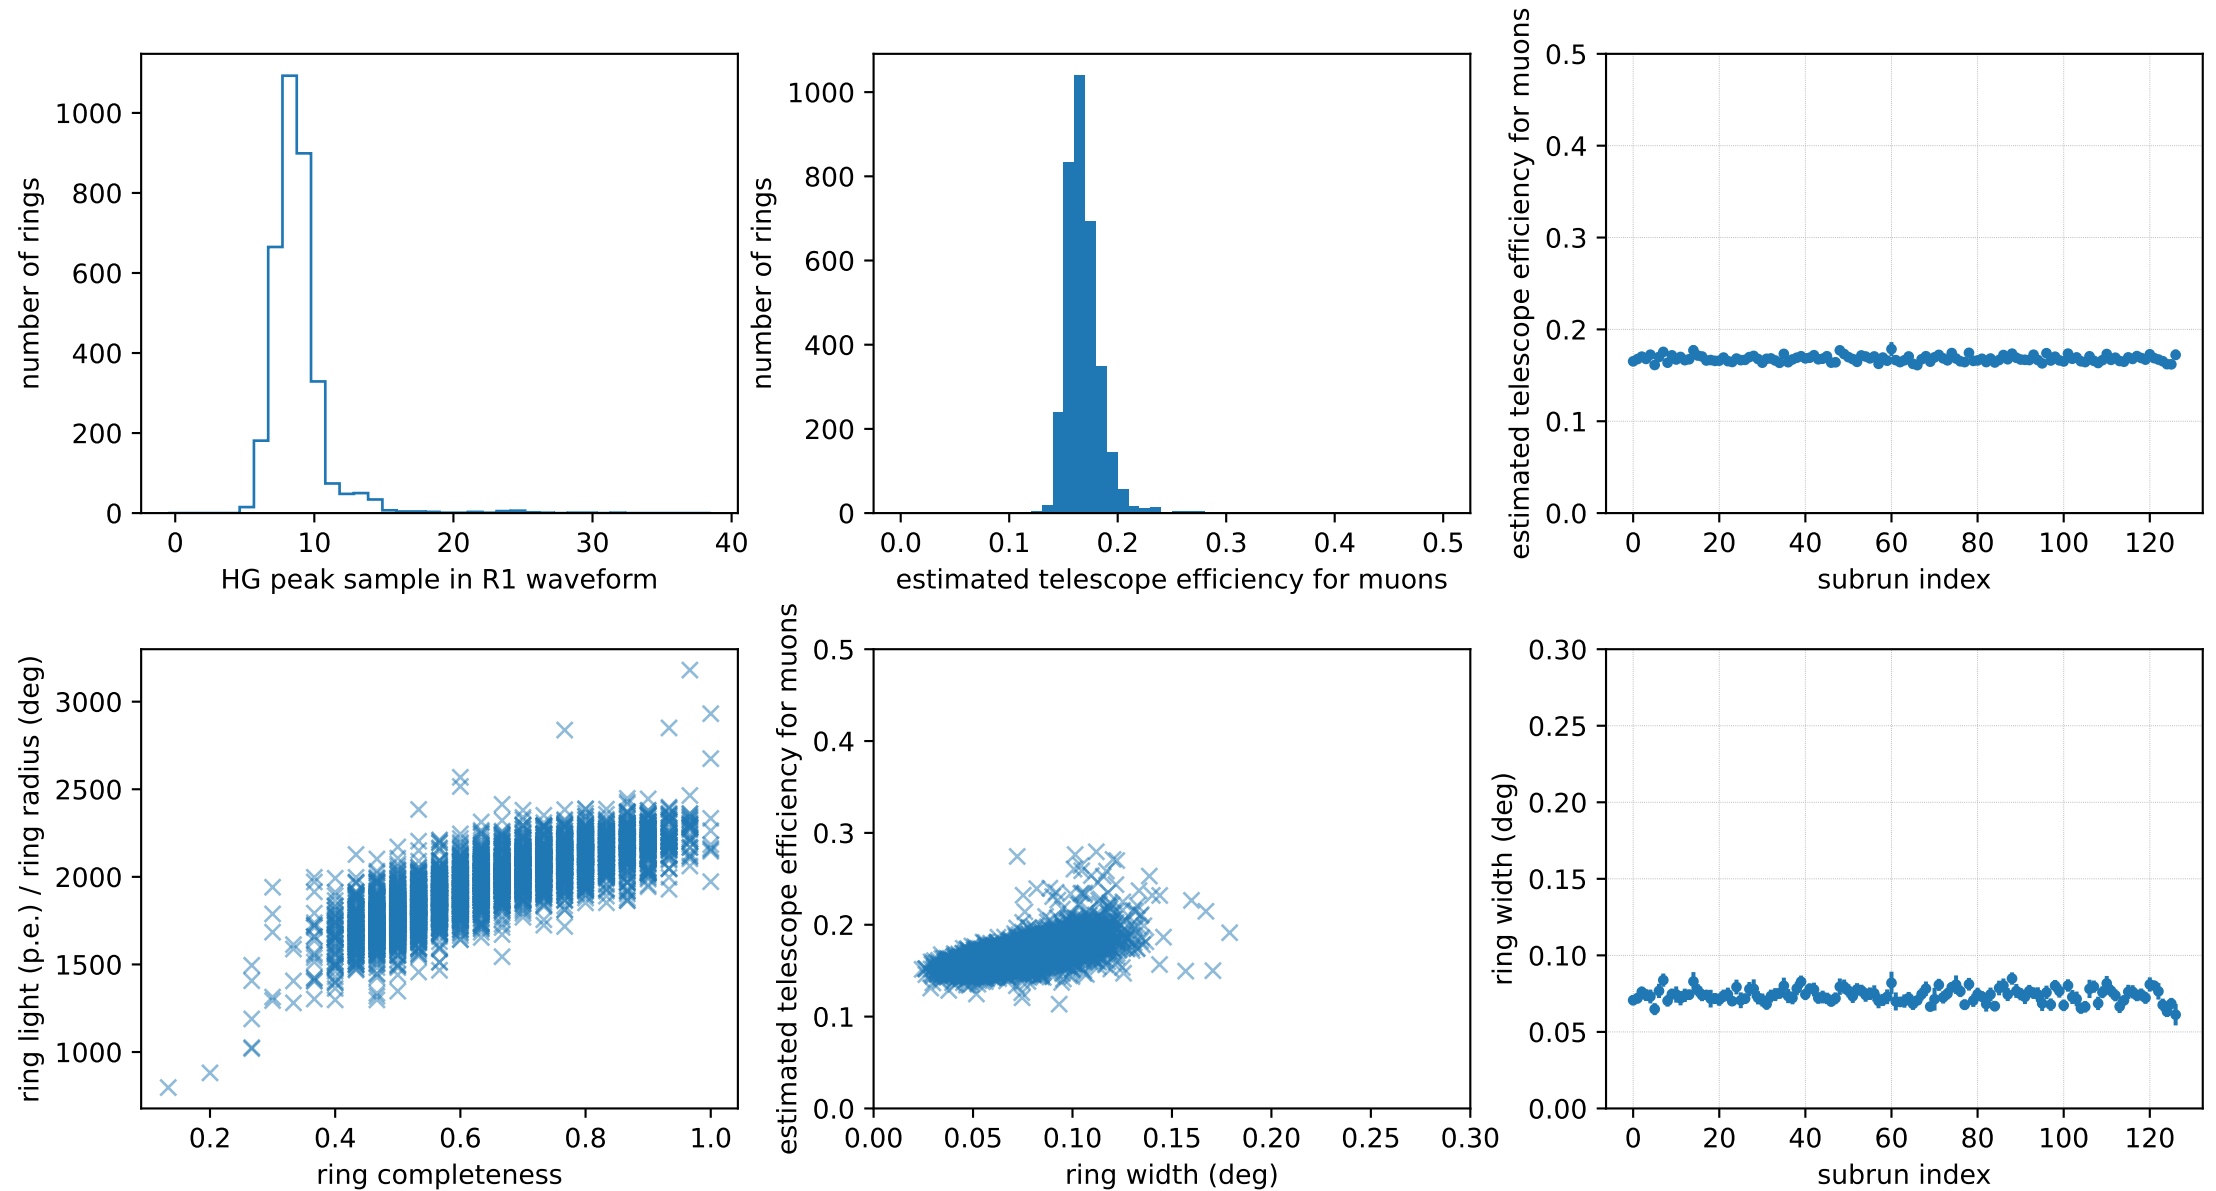 number of rings
1000
800
600
400
200
0
0 10 20 30 40
HG peak sample in R1 waveform
number of rings
1000
800
600
400
200
0
0.0 0.1 0.2 0.3 0.4 0.5
estimated telescope efficiency for muons
estimated telescope efficiency for muons
0.5
0.4
0.3
0.2
0.1
0.0
0 20 40 60 80 100 120
subrun index
ring light (p.e.) / ring radius (deg)
3000
2500
2000
1500
1000
0.2 0.4 0.6 0.8 1.0
ring completeness
estimated telescope efficiency for muons
0.5
0.4
0.3
0.2
0.1
0.0
0.00 0.05 0.10 0.15 0.20 0.25 0.30
ring width (deg)
ring width (deg)
0.30
0.25
0.20
0.15
0.10
0.05
0.00
0 20 40 60 80 100 120
subrun index